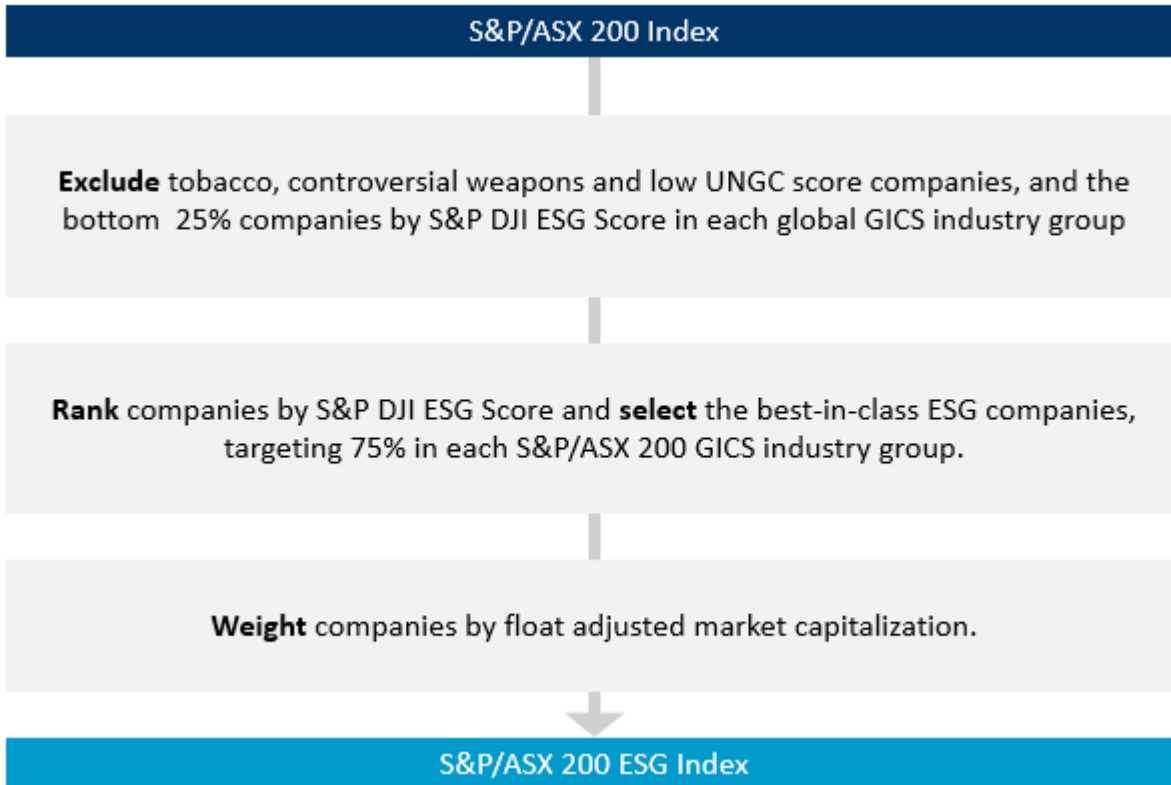 S&P/ASX 200 Index
Exclude tobacco, controversial weapons and low UNGC score companies, and the
bottom 25% companies by S&P DJI ESG Score in each global GICS industry group
Rank companies by S&P DJI ESG Score and select the best-in-class ESG companies,
targeting 75% in each S&P/ASX 200 GICS industry group.
Weight companies by float adjusted market capitalization.
S&P/ASX 200 ESG Index